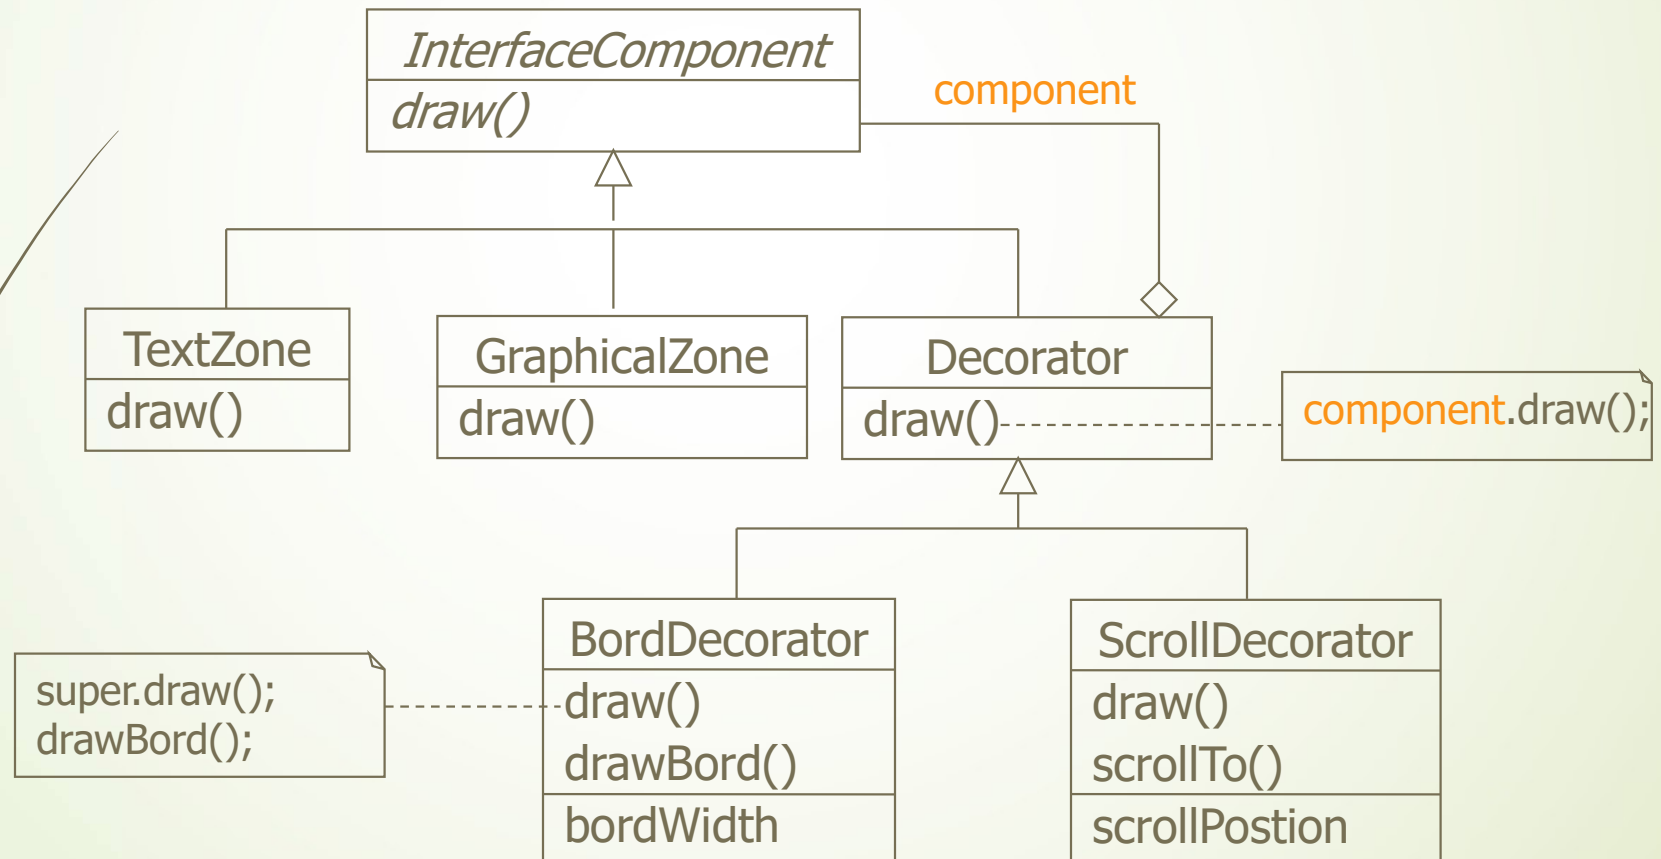 InterfaceComponent
draw()
component
TextZone
draw()
GraphicalZone
draw()
Decorator
draw()
component.draw();
super.draw();
drawBord();
BordDecorator
draw()
drawBord()
bordWidth
ScrollDecorator
draw()
scrollTo()
scrollPostion